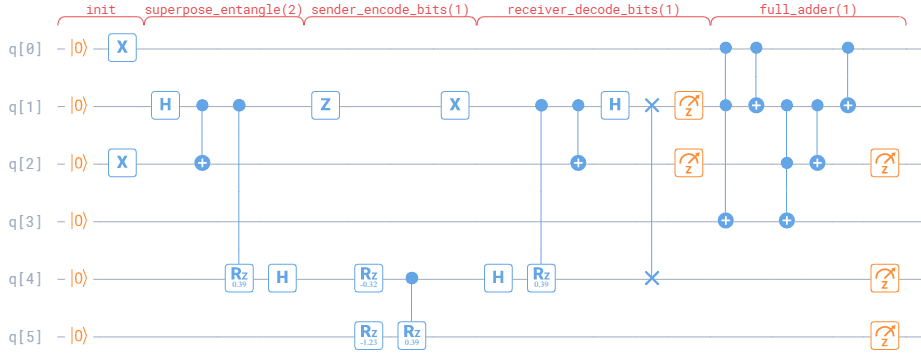 init superpose_entangle(2) sender_encode_bits(1) receiver_decode_bits(1) full_adder(1)
q[0] |0⟩ X
q[1] |0⟩ H Z X H z
q[2] |0⟩ X z z
q[3] |0⟩
q[4] |0⟩ Rz H Rz H Rz z
0.39 -0.32 0.39
q[5] |0⟩ Rz Rz z
-1.23 0.39